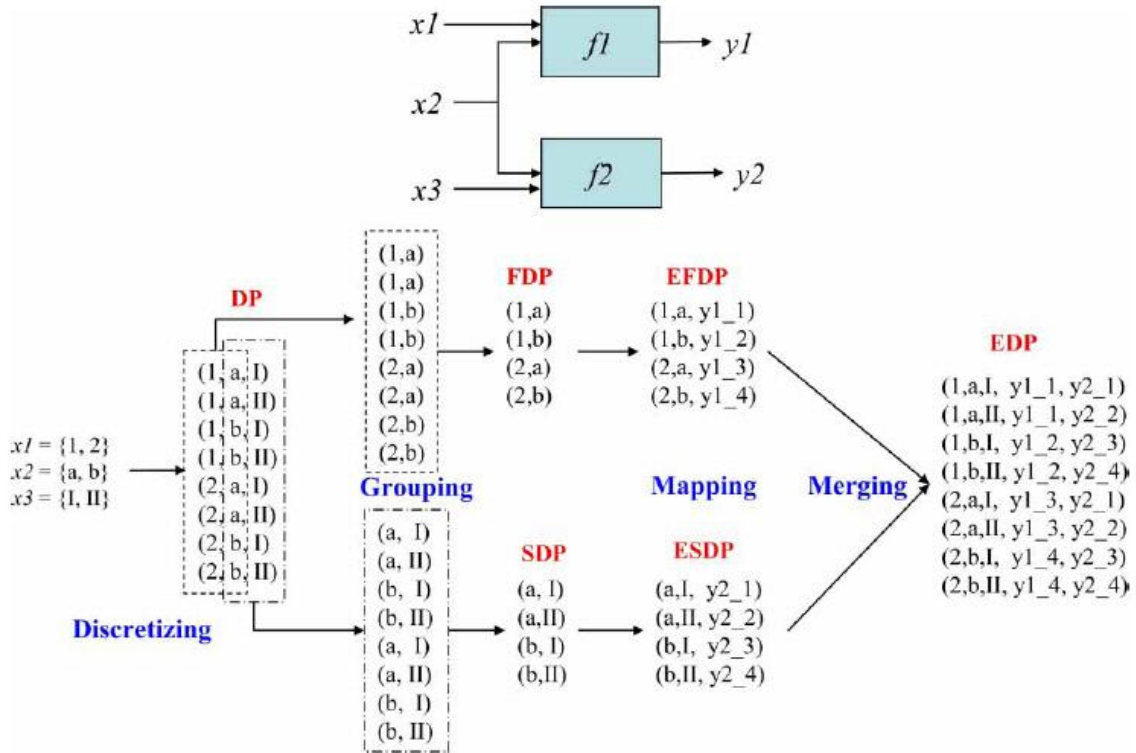 x1
f1
y1
x2
x3
f2
y2
DP
(1, a, I)
(1, a, II)
(1, b, I)
(1, b, II)
(2, a, I)
(2, a, II)
(2, b, I)
(2, b, II)
x1 = {1, 2}
x2 = {a, b}
x3 = {I, II}
Discretizing
(1,a)
(1,a)
(1,b)
(1,b)
(2,a)
(2,a)
(2,b)
(2,b)
Grouping
(a, I)
(a, II)
(b, I)
(b, II)
(a, I)
(a, II)
(b, I)
(b, II)
FDP
(1,a)
(1,b)
(2,a)
(2,b)
SDP
(a, I)
(a,II)
(b, I)
(b,II)
EFDP
(1,a, y1_1)
(1,b, y1_2)
(2,a, y1_3)
(2,b, y1_4)
Mapping
ESDP
(a,I, y2_1)
(a,II, y2_2)
(b,I, y2_3)
(b,II, y2_4)
Merging
EDP
(1,a,I, y1_1, y2_1)
(1,a,II, y1_1, y2_2)
(1,b,I, y1_2, y2_3)
(1,b,II, y1_2, y2_4)
(2,a,I, y1_3, y2_1)
(2,a,II, y1_3, y2_2)
(2,b,I, y1_4, y2_3)
(2,b,II, y1_4, y2_4)